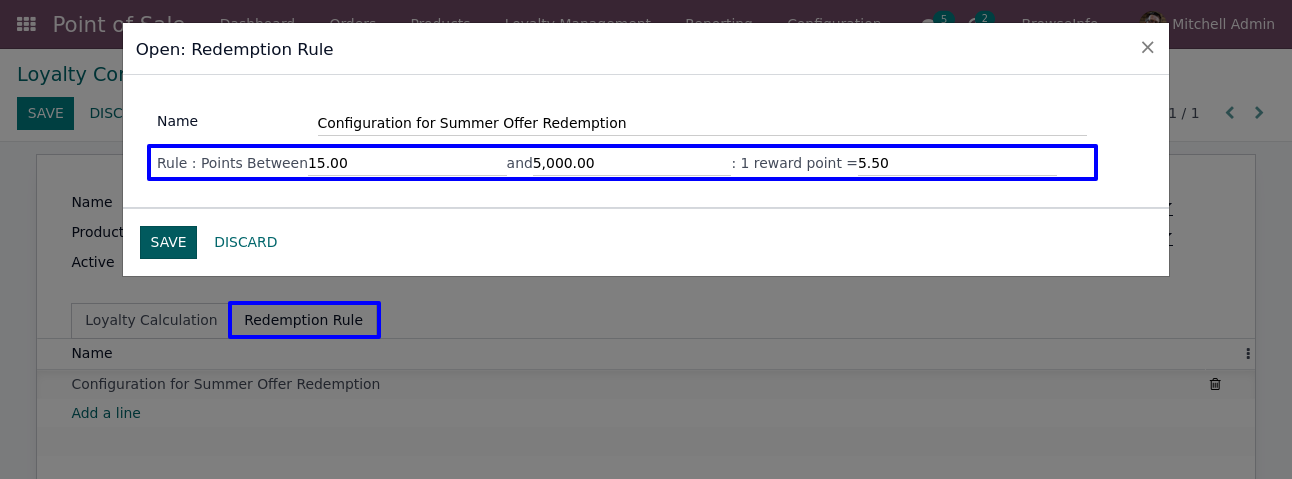 Point of Sale Dashboard Orders Products Loyalty Management Reporting Configuration 5 2 BrowseInfo Mitchell Admin
Open: Redemption Rule
Loyalty Con
SAVE DISC 1 / 1
Name Configuration for Summer Offer Redemption
Rule : Points Between 15.00 and 5,000.00 : 1 reward point = 5.50
Name
Product
Active
SAVE DISCARD
Loyalty Calculation Redemption Rule
Name
Configuration for Summer Offer Redemption
Add a line